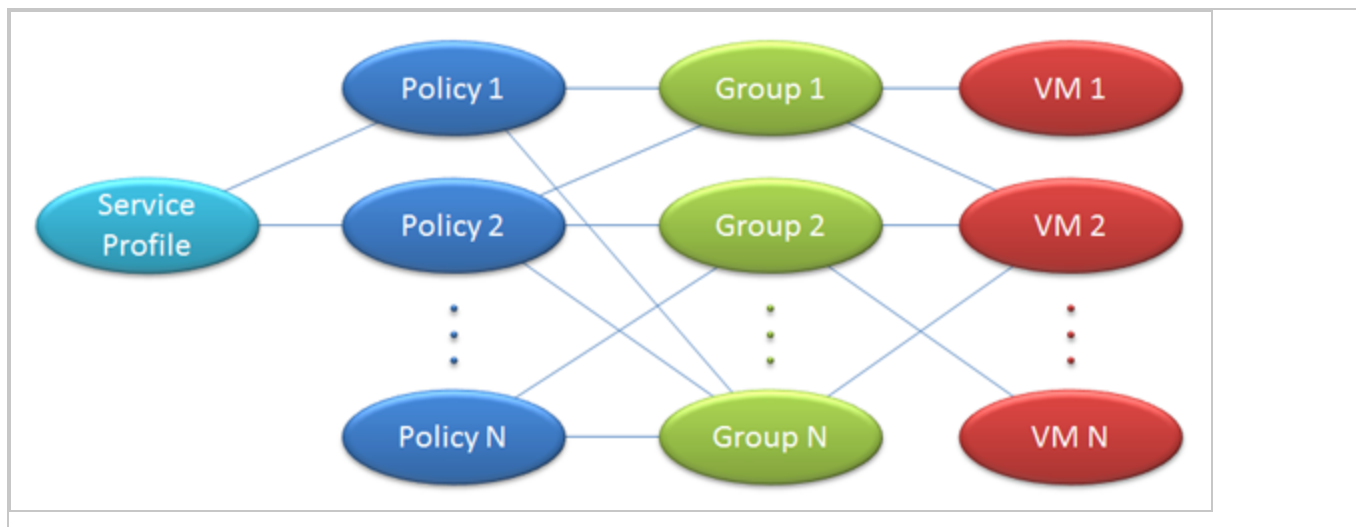 Policy 1
Group 1
VM 1
Service
Profile
Policy 2
Group 2
VM 2
Policy N
Group N
VM N